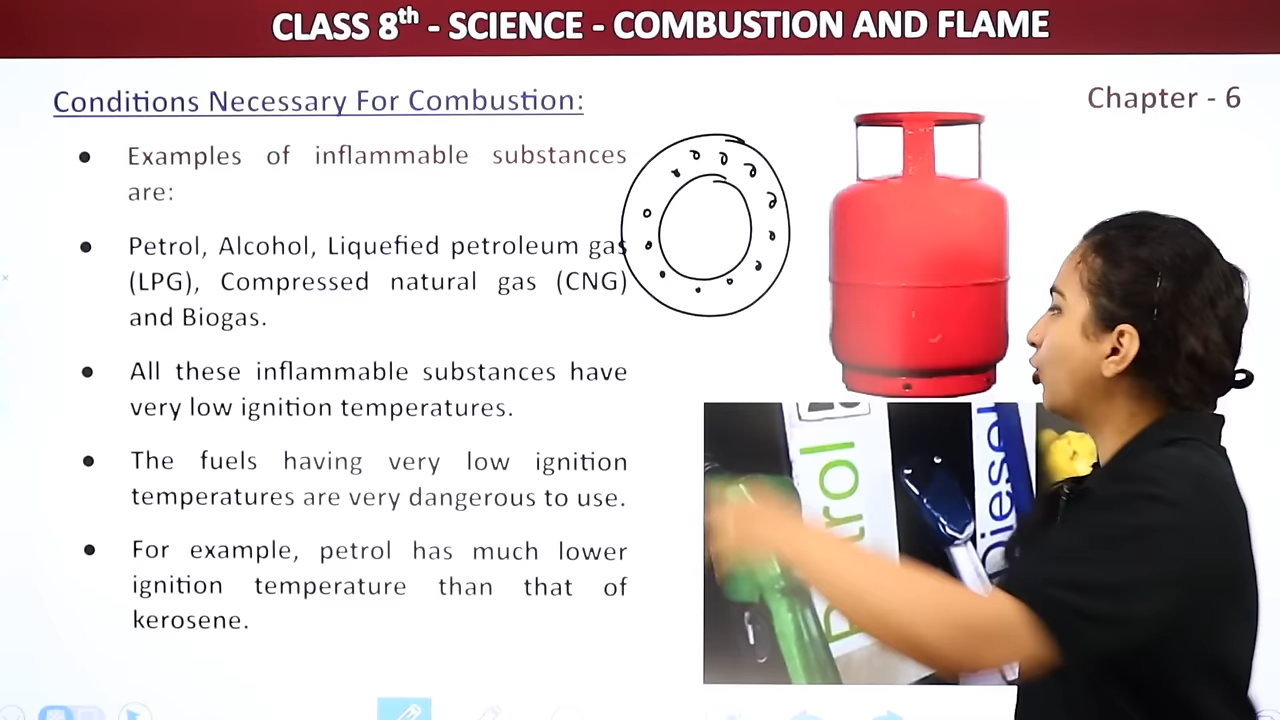 CLASS 8th - SCIENCE - COMBUSTION AND FLAME
Conditions Necessary For Combustion:
Chapter - 6
• Examples of inflammable substances
are:
• Petrol, Alcohol, Liquefied petroleum gas
(LPG), Compressed natural gas (CNG)
and Biogas.
• All these inflammable substances have
very low ignition temperatures.
• The fuels having very low ignition
temperatures are very dangerous to use.
• For example, petrol has much lower
ignition temperature than that of
kerosene.
Diesel